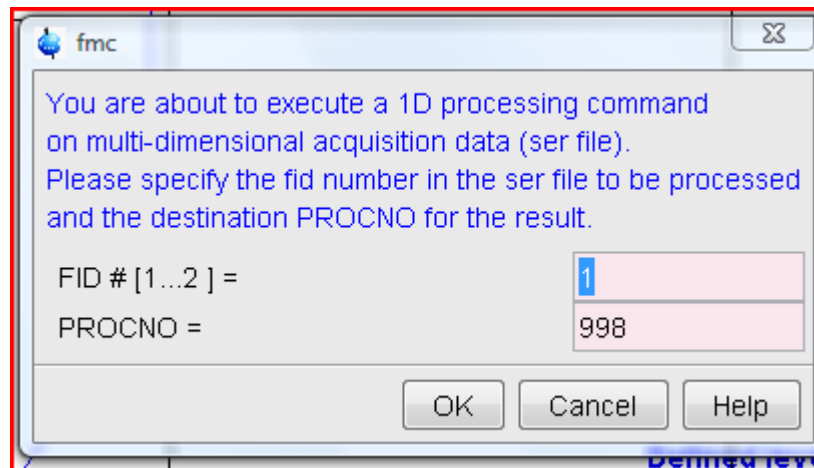 fmc
You are about to execute a 1D processing command
on multi-dimensional acquisition data (ser file).
Please specify the fid number in the ser file to be processed
and the destination PROCNO for the result.
FID # [1...2 ] = 1
PROCNO = 998
OK Cancel Help
Defined